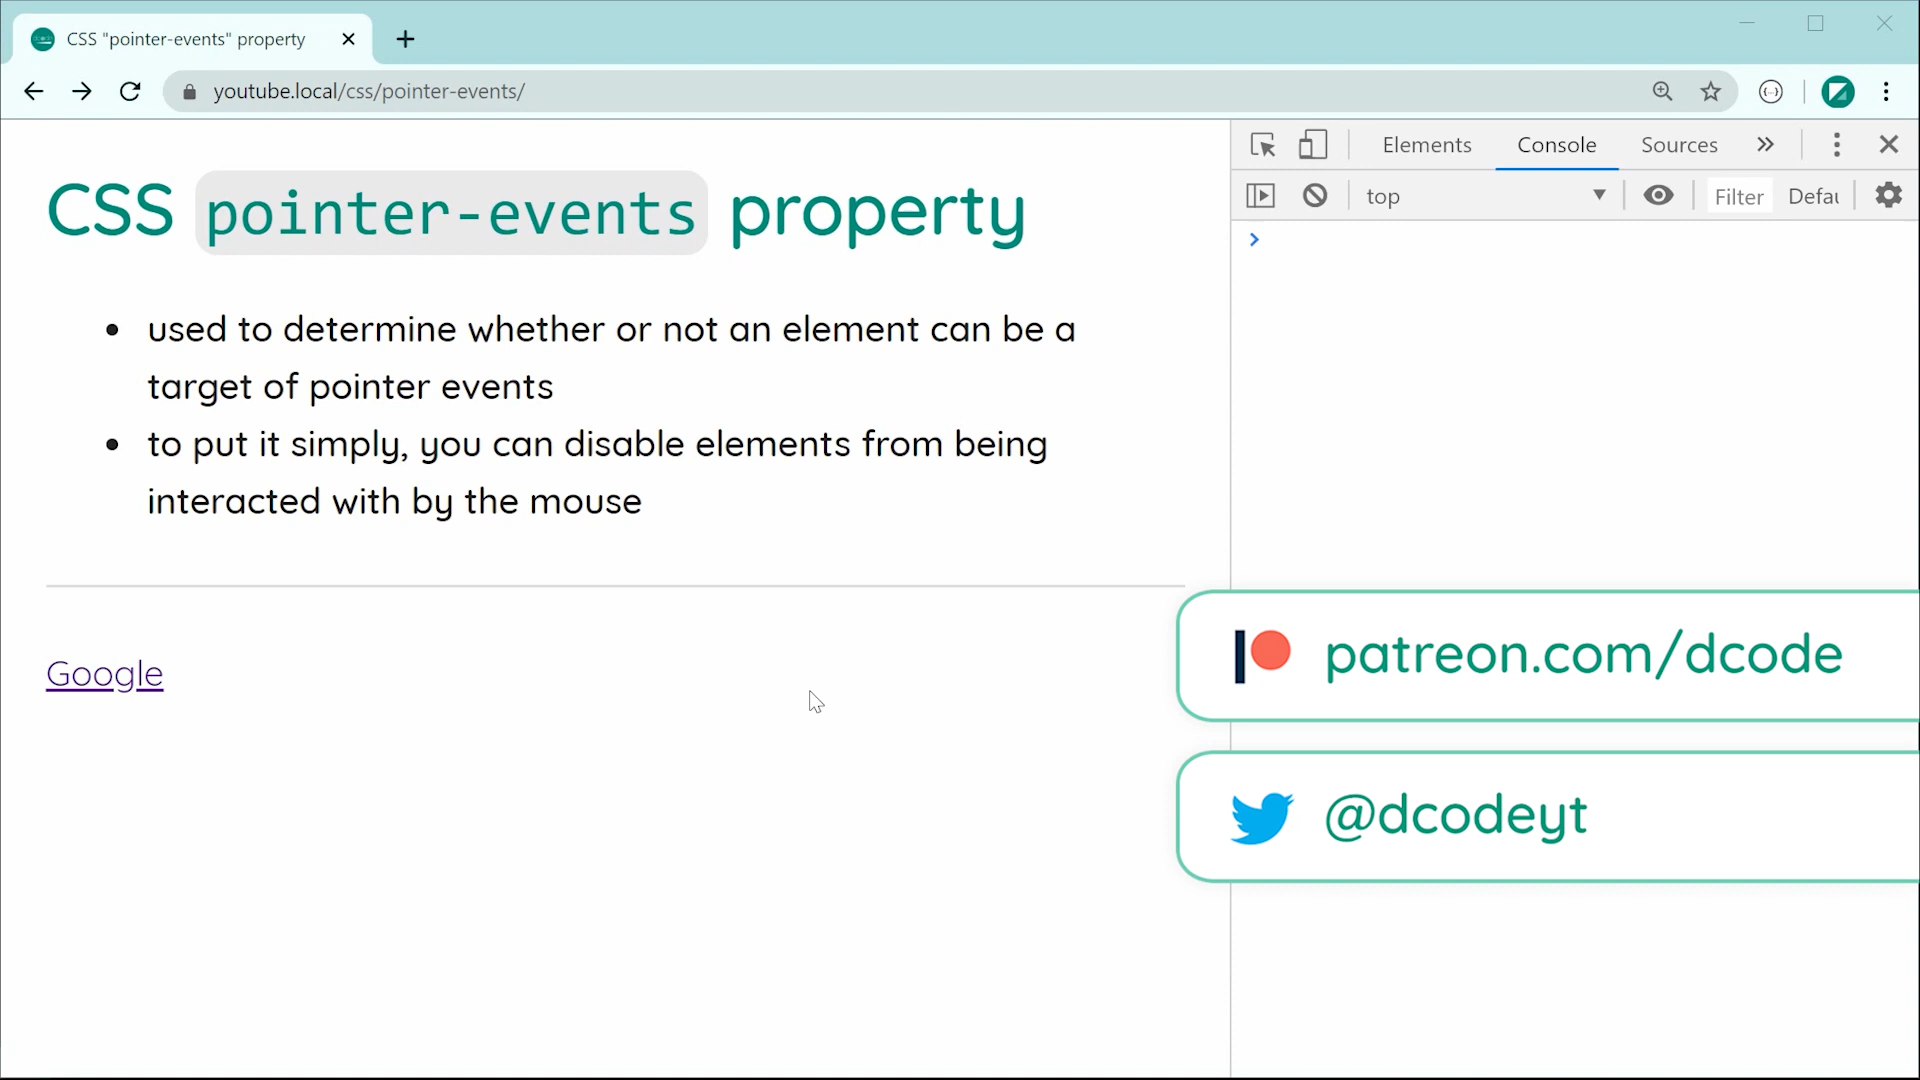 CSS "pointer-events" property
youtube.local/css/pointer-events/
Elements Console Sources
top Filter Defau
CSS pointer-events property
• used to determine whether or not an element can be a
target of pointer events
• to put it simply, you can disable elements from being
interacted with by the mouse
Google
patreon.com/dcode
@dcodeyt